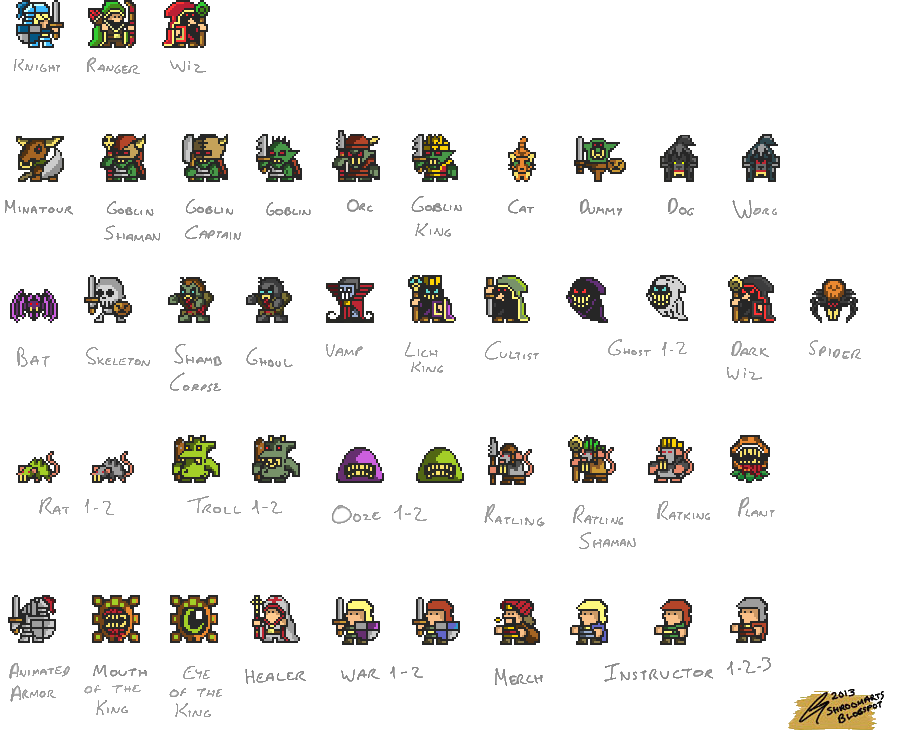 Knight Ranger Wiz
Minatour Goblin Shaman Goblin Captain Goblin Orc Goblin King Cat Dummy Dog Worg
Bat Skeleton Shamb Corpse Ghoul Vamp Lich King Cultist Ghost 1-2 Dark Wiz Spider
Rat 1-2 Troll 1-2 Ooze 1-2 Ratling Ratling Shaman Ratking Plant
Animated Armor Mouth of the King Eye of the King Healer War 1-2 Merch Instructor 1-2-3
2013
Shroomarts
Blogspot